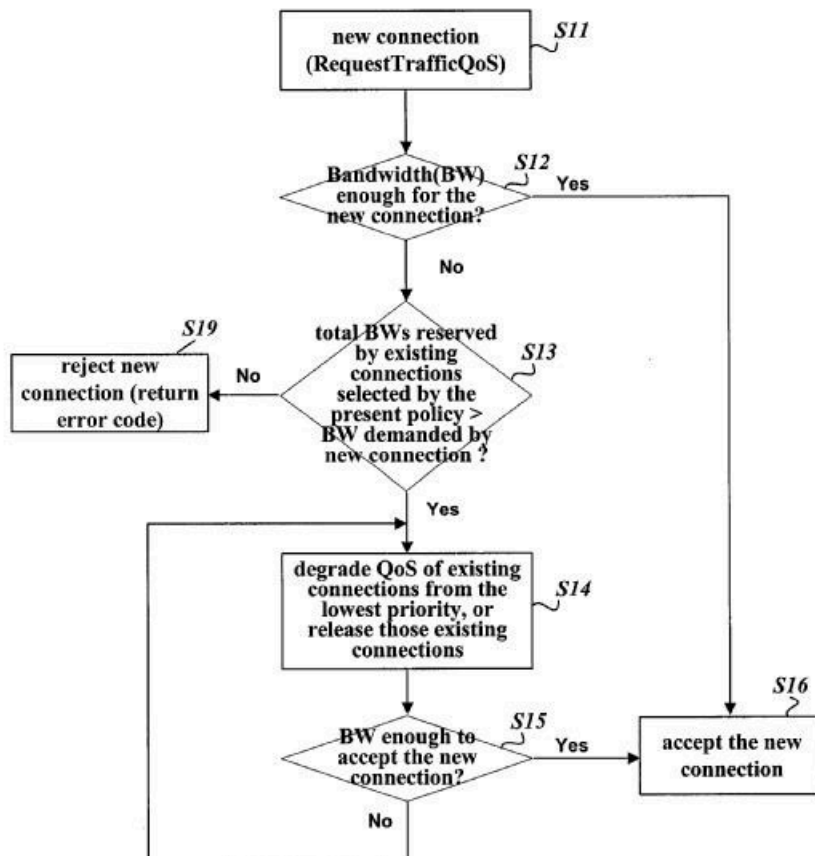 new connection
(RequestTrafficQoS)
S11
Bandwidth(BW)
enough for the
new connection?
S12
Yes
No
total BWs reserved
by existing
connections
selected by the
present policy >
BW demanded by
new connection ?
S13
No
S19
reject new
connection (return
error code)
Yes
degrade QoS of existing
connections from the
lowest priority, or
release those existing
connections
S14
BW enough to
accept the new
connection?
S15
Yes
S16
accept the new
connection
No